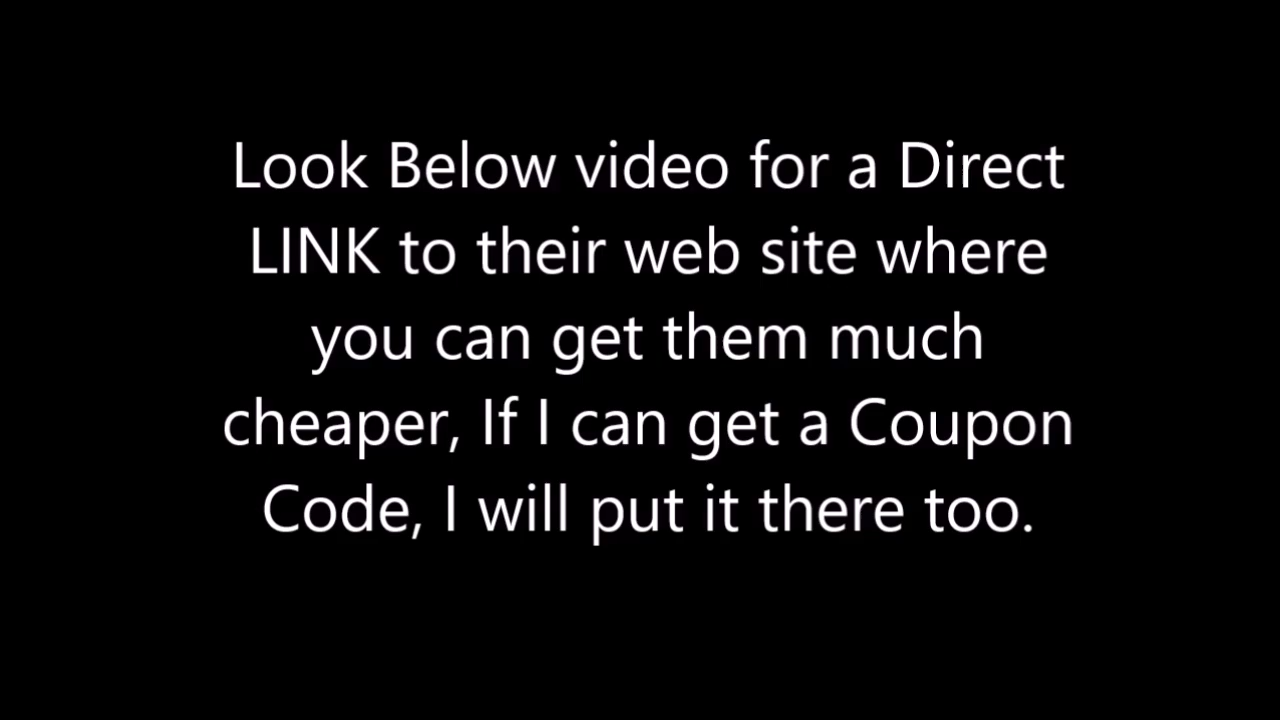 Look Below video for a Direct
LINK to their web site where
you can get them much
cheaper, If I can get a Coupon
Code, I will put it there too.